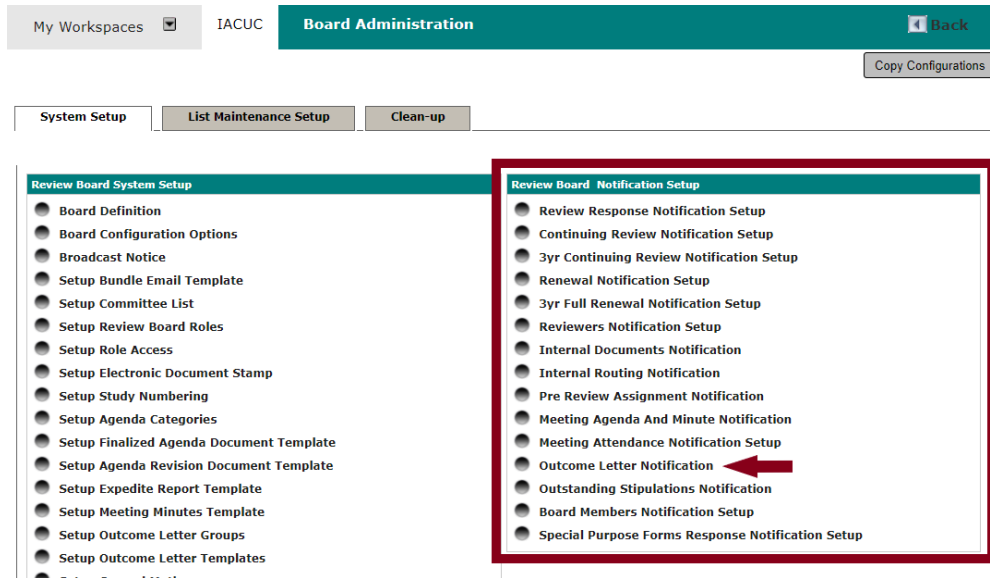 My Workspaces IACUC Board Administration Back
Copy Configurations
System Setup List Maintenance Setup Clean-up
Review Board System Setup
Board Definition
Board Configuration Options
Broadcast Notice
Setup Bundle Email Template
Setup Committee List
Setup Review Board Roles
Setup Role Access
Setup Electronic Document Stamp
Setup Study Numbering
Setup Agenda Categories
Setup Finalized Agenda Document Template
Setup Agenda Revision Document Template
Setup Expedite Report Template
Setup Meeting Minutes Template
Setup Outcome Letter Groups
Setup Outcome Letter Templates
Review Board Notification Setup
Review Response Notification Setup
Continuing Review Notification Setup
3yr Continuing Review Notification Setup
Renewal Notification Setup
3yr Full Renewal Notification Setup
Reviewers Notification Setup
Internal Documents Notification
Internal Routing Notification
Pre Review Assignment Notification
Meeting Agenda And Minute Notification
Meeting Attendance Notification Setup
Outcome Letter Notification
Outstanding Stipulations Notification
Board Members Notification Setup
Special Purpose Forms Response Notification Setup